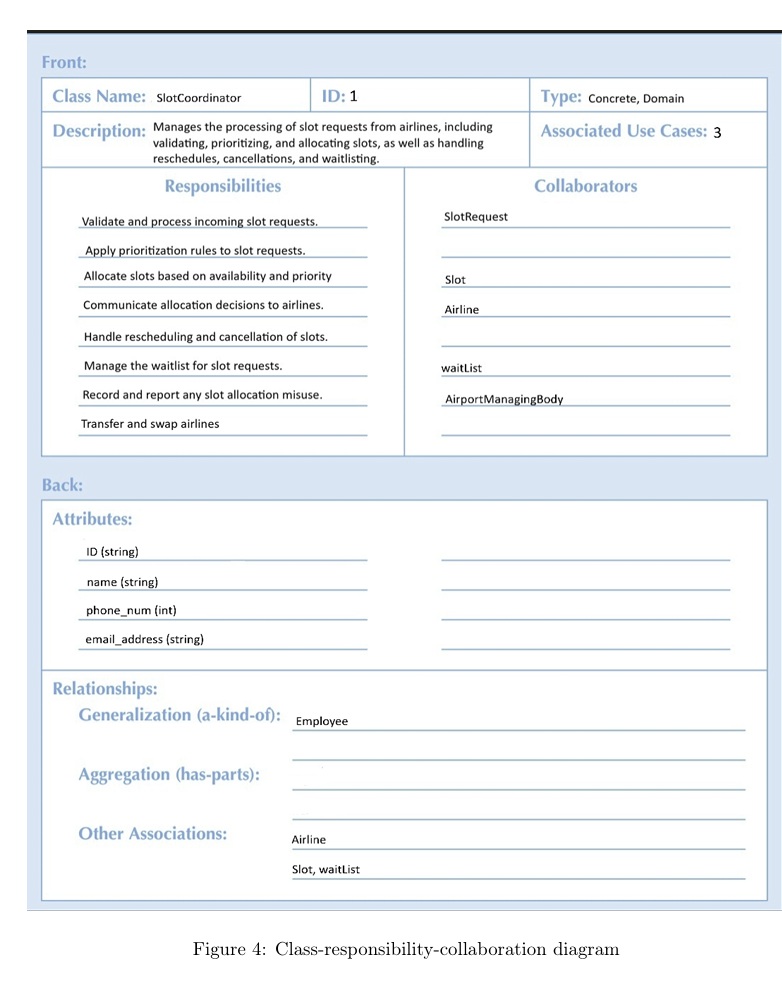 Front:
Class Name: SlotCoordinator
ID: 1
Type: Concrete, Domain
Description: Manages the processing of slot requests from airlines, including
validating, prioritizing, and allocating slots, as well as handling
reschedules, cancellations, and waitlisting.
Associated Use Cases: 3
Responsibilities
Validate and process incoming slot requests.
Apply prioritization rules to slot requests.
Allocate slots based on availability and priority
Communicate allocation decisions to airlines.
Handle rescheduling and cancellation of slots.
Manage the waitlist for slot requests.
Record and report any slot allocation misuse.
Transfer and swap airlines
Collaborators
SlotRequest
Slot
Airline
waitList
AirportManagingBody
Back:
Attributes:
ID (string)
name (string)
phone_num (int)
email_address (string)
Relationships:
Generalization (a-kind-of): Employee
Aggregation (has-parts):
Other Associations: Airline
Slot, waitList
Figure 4: Class-responsibility-collaboration diagram